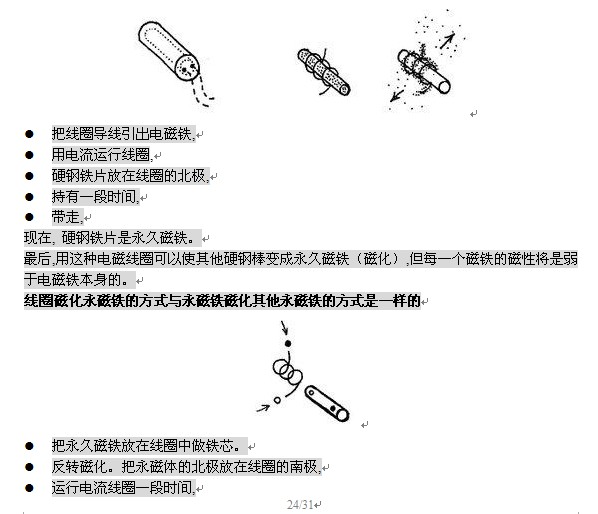 把线圈导线引出电磁铁,
用电流运行线圈,
硬钢铁片放在线圈的北极,
持有一段时间,
带走,
现在, 硬钢铁片是永久磁铁。
最后,用这种电磁线圈可以使其他硬钢棒变成永久磁铁（磁化）,但每一个磁铁的磁性将是弱
于电磁铁本身的。
线圈磁化永磁铁的方式与永磁铁磁化其他永磁铁的方式是一样的
把永久磁铁放在线圈中做铁芯。
反转磁化。把永磁体的北极放在线圈的南极,
运行电流线圈一段时间,
24/31